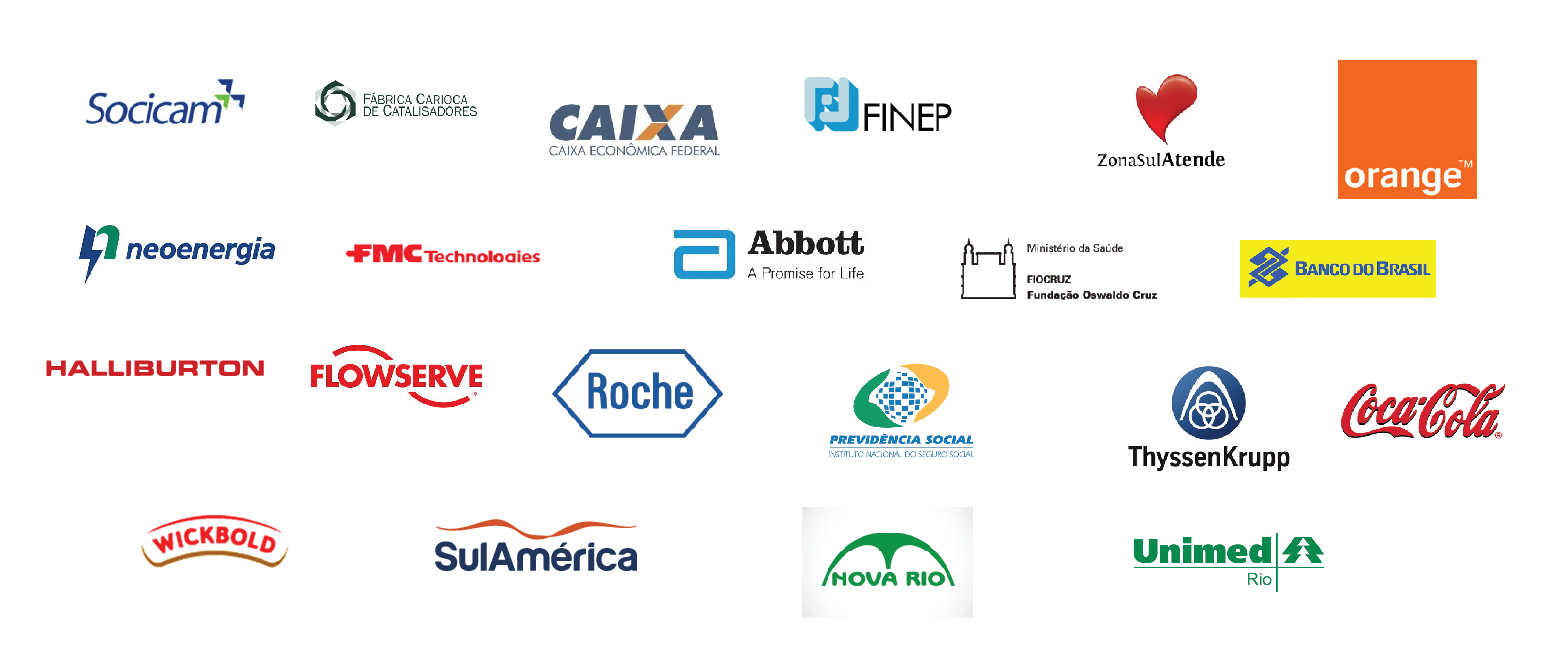 Socicam
FÁBRICA CARIOCA
DE CATALISADORES
CAIXA
CAIXA ECONÔMICA FEDERAL
FINEP
ZonaSulAtende
orange™
neoenergia
FMC Technologies
Abbott
A Promise for Life
Ministério da Saúde
FIOCRUZ
Fundação Oswaldo Cruz
BANCO DO BRASIL
HALLIBURTON
FLOWSERVE®
Roche
PREVIDÊNCIA SOCIAL
INSTITUTO NACIONAL DO SEGURO SOCIAL
ThyssenKrupp
Coca-Cola®
WICKBOLD
SulAmérica
NOVA RIO
Unimed
Rio